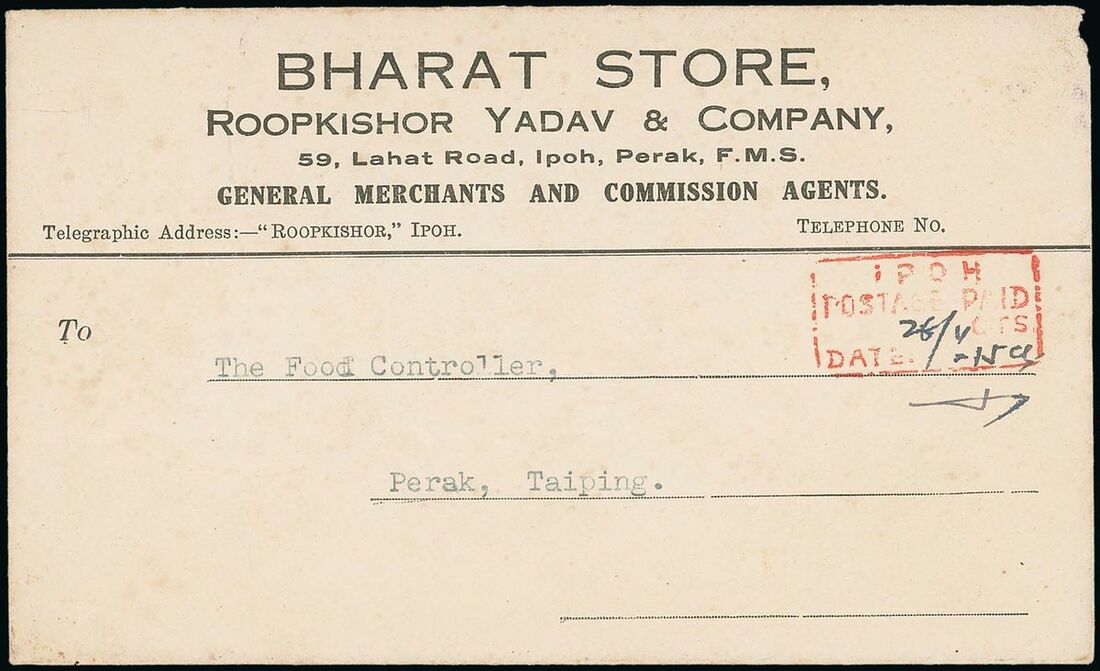 BHARAT STORE,
ROOPKISHOR YADAV & COMPANY,
59, Lahat Road, Ipoh, Perak, F.M.S.
GENERAL MERCHANTS AND COMMISSION AGENTS.
Telegraphic Address:—"ROOPKISHOR," IPOH.
TELEPHONE NO.
IPOH
POSTAGE PAID
CTS
DATE.
To
The Food Controller,
Perak, Taiping.